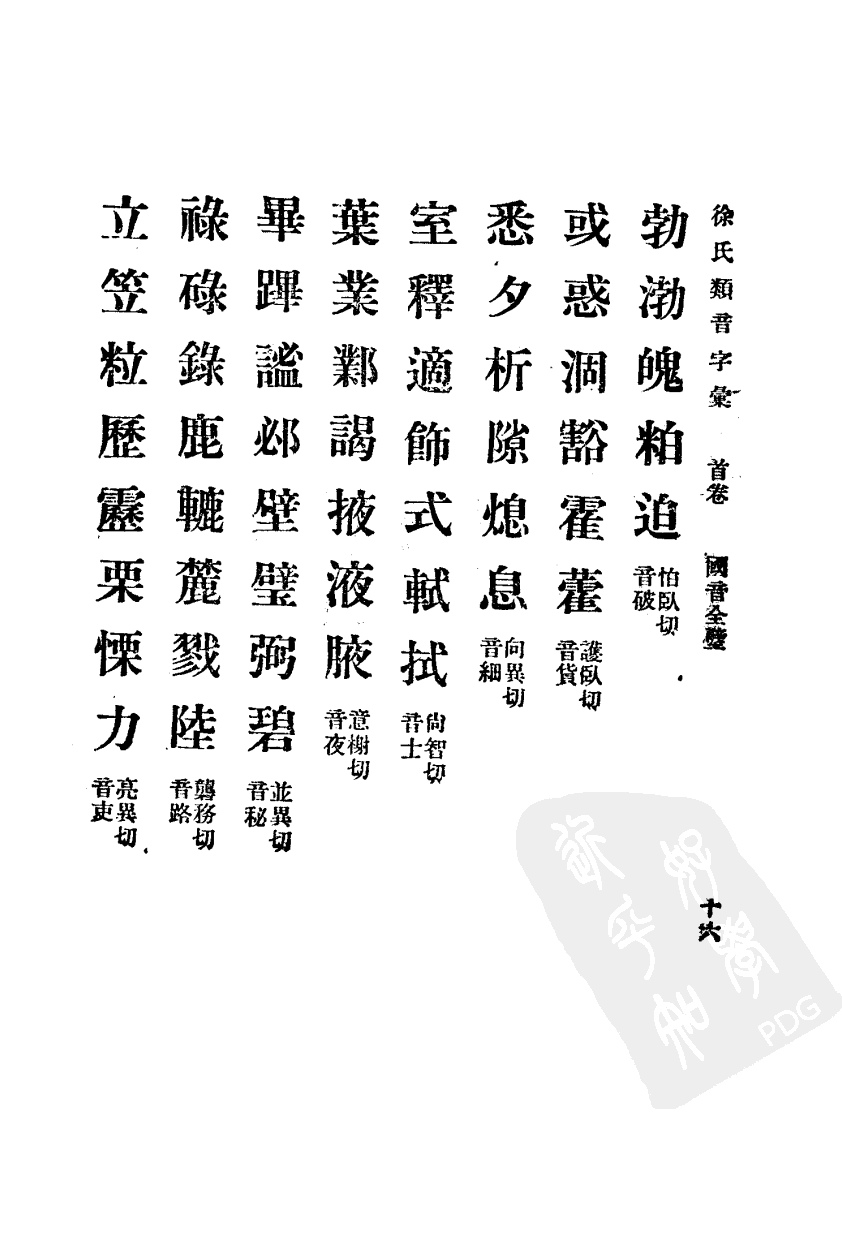 徐氏類音字彙 首卷 國音全璧 十六
勃渤魄粕迫 怕臥切 音破
或惑涸豁霍藿 護臥切 音貨
悉夕析隙熄息 向異切 音細
室釋適飾式軾拭 尙智切 音士
葉業鄴謁掖液腋 意榭切 音夜
畢蹕謐邲壁璧弼碧 並異切 音秘
祿碌錄鹿轆麓戮陸 務切 音路
立笠粒歷靂栗慄力 亮異切 音吏
好學
PDG